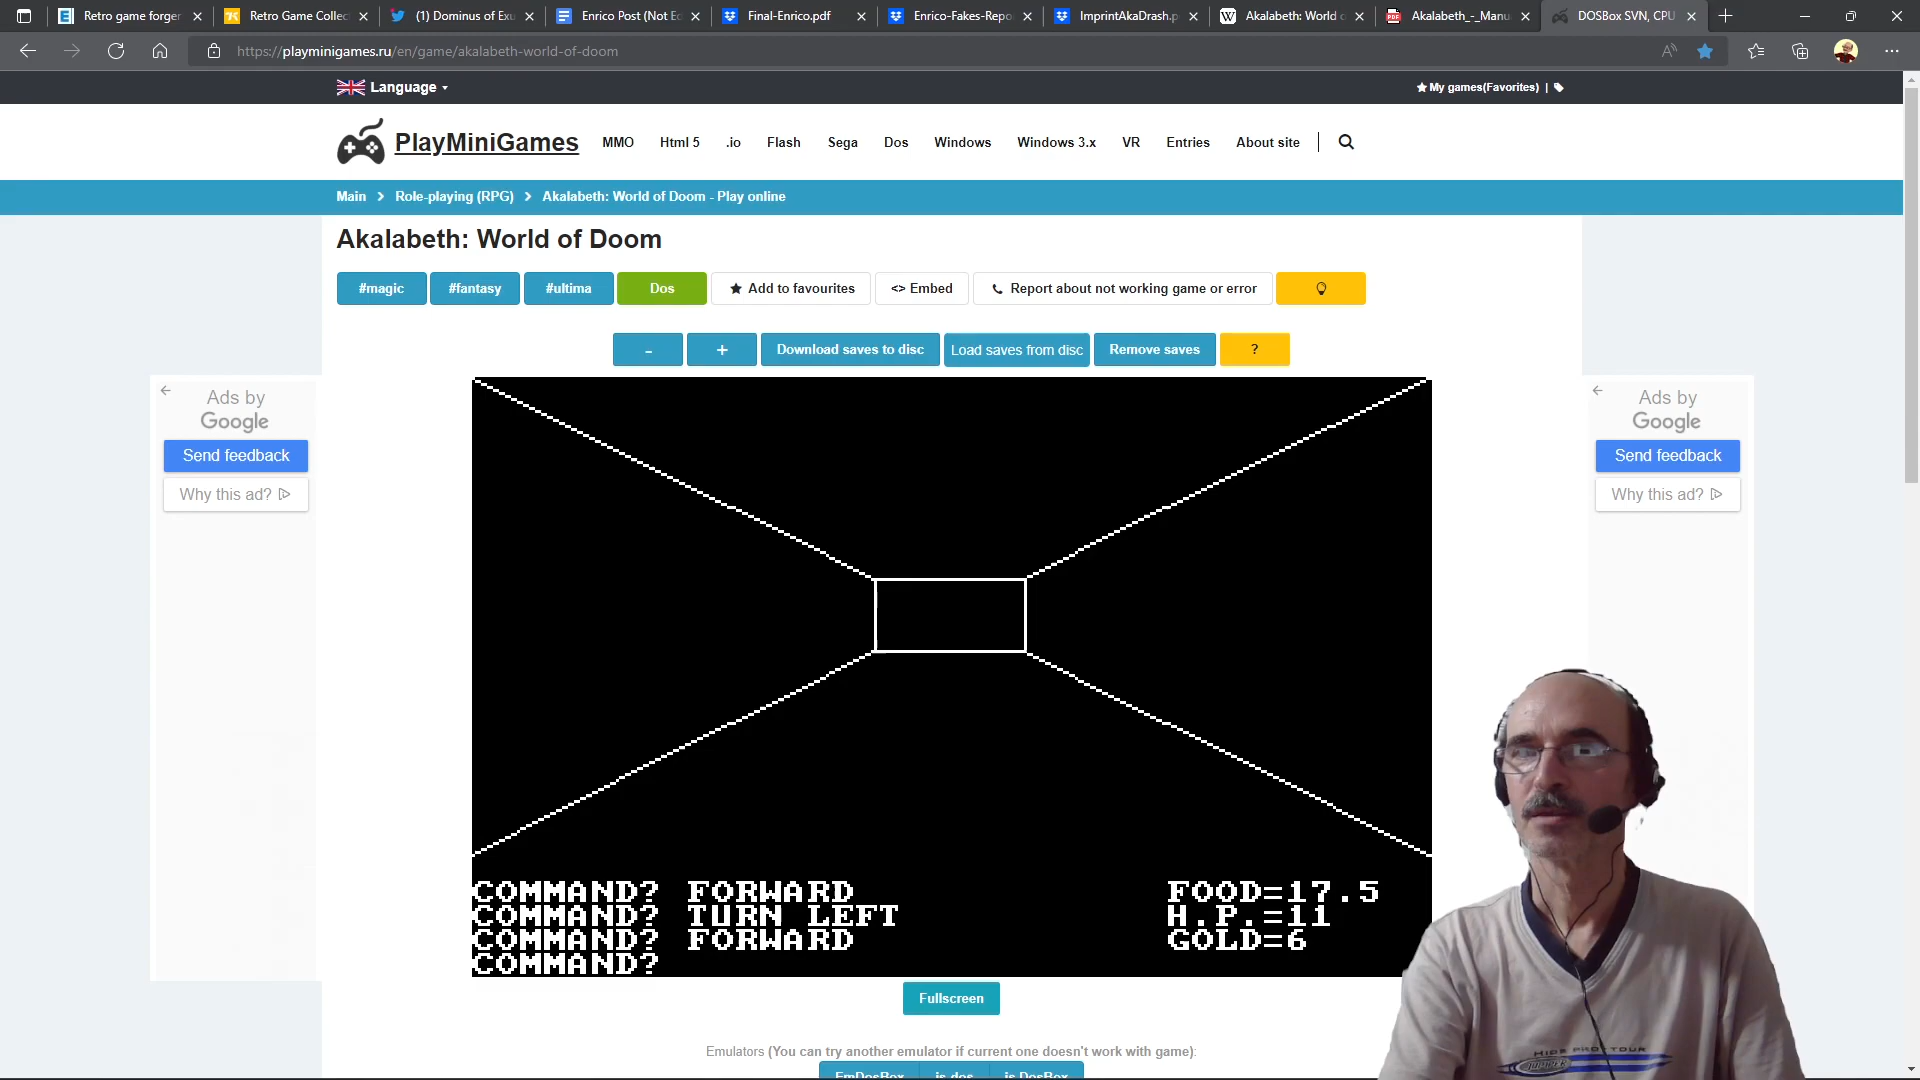 Retro game forger
Retro Game Collec
(1) Dominus of Exu
Enrico Post (Not Ed
Final-Enrico.pdf
Enrico-Fakes-Repo
ImprintAkaDrash.p
Akalabeth: World o
Akalabeth_-_Manu
DOSBox SVN, CPU
https://playminigames.ru/en/game/akalabeth-world-of-doom
Language
My games(Favorites) |
PlayMiniGames
MMO
Html 5
.io
Flash
Sega
Dos
Windows
Windows 3.x
VR
Entries
About site
Main > Role-playing (RPG) > Akalabeth: World of Doom - Play online
Akalabeth: World of Doom
#magic
#fantasy
#ultima
Dos
Add to favourites
<> Embed
Report about not working game or error
-
+
Download saves to disc
Load saves from disc
Remove saves
?
Ads by
Google
Send feedback
Why this ad?
Ads by
Google
Send feedback
Why this ad?
COMMAND? FORWARD
COMMAND? TURN LEFT
COMMAND? FORWARD
COMMAND?
FOOD=17.5
H.P.=11
GOLD=6
Fullscreen
Emulators (You can try another emulator if current one doesn't work with game):
EmDosBox
js-dos
js.DosBox